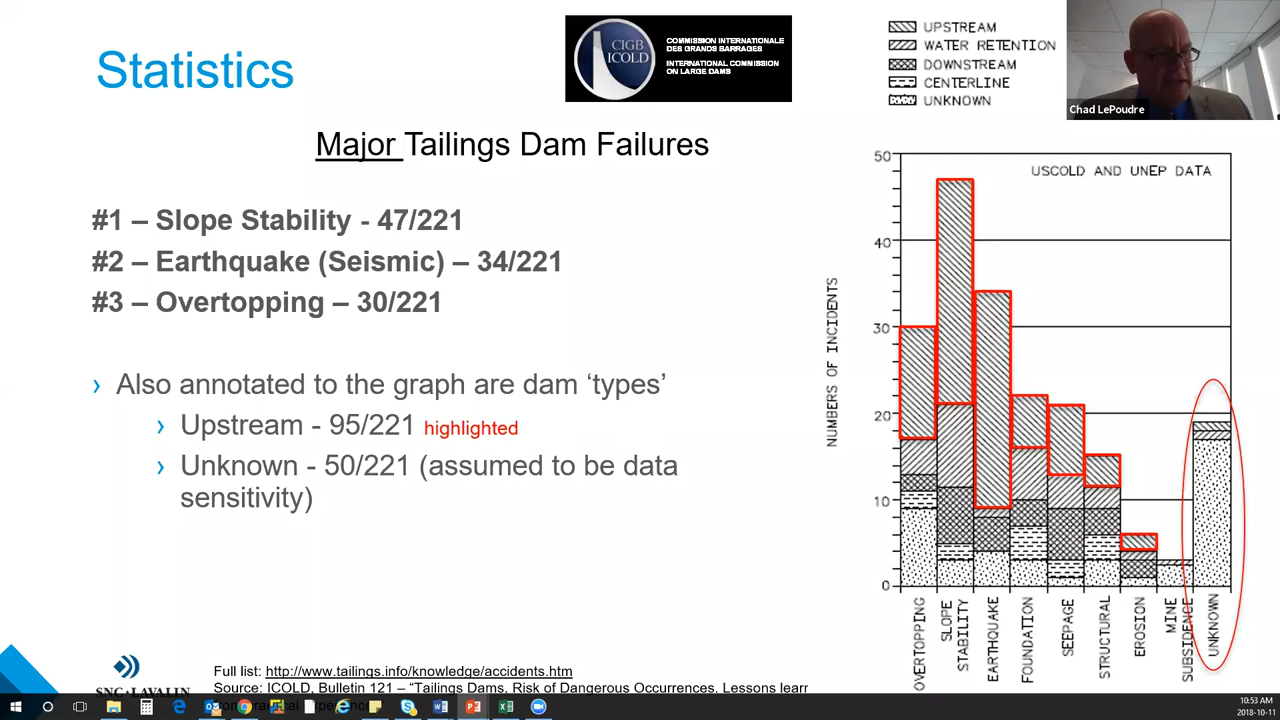 Statistics
CIGB
ICOLD
COMMISSION INTERNATIONALE
DES GRANDS BARRAGES
INTERNATIONAL COMMISSION
ON LARGE DAMS
UPSTREAM
WATER RETENTION
DOWNSTREAM
CENTERLINE
UNKNOWN
Chad LePoudre
Major Tailings Dam Failures
#1 – Slope Stability - 47/221
#2 – Earthquake (Seismic) – 34/221
#3 – Overtopping – 30/221
› Also annotated to the graph are dam ‘types’
› Upstream - 95/221 highlighted
› Unknown - 50/221 (assumed to be data
sensitivity)
USCOLD AND UNEP DATA
NUMBERS OF INCIDENTS
50
40
30
20
10
0
OVERTOPPING
SLOPE
STABILITY
EARTHQUAKE
FOUNDATION
SEEPAGE
STRUCTURAL
EROSION
MINE
SUBSIDENCE
UNKNOWN
SNC•LAVALIN
Full list: http://www.tailings.info/knowledge/accidents.htm
Source: ICOLD, Bulletin 121 – “Tailings Dams, Risk of Dangerous Occurrences, Lessons learr
10:53 AM
2018-10-11